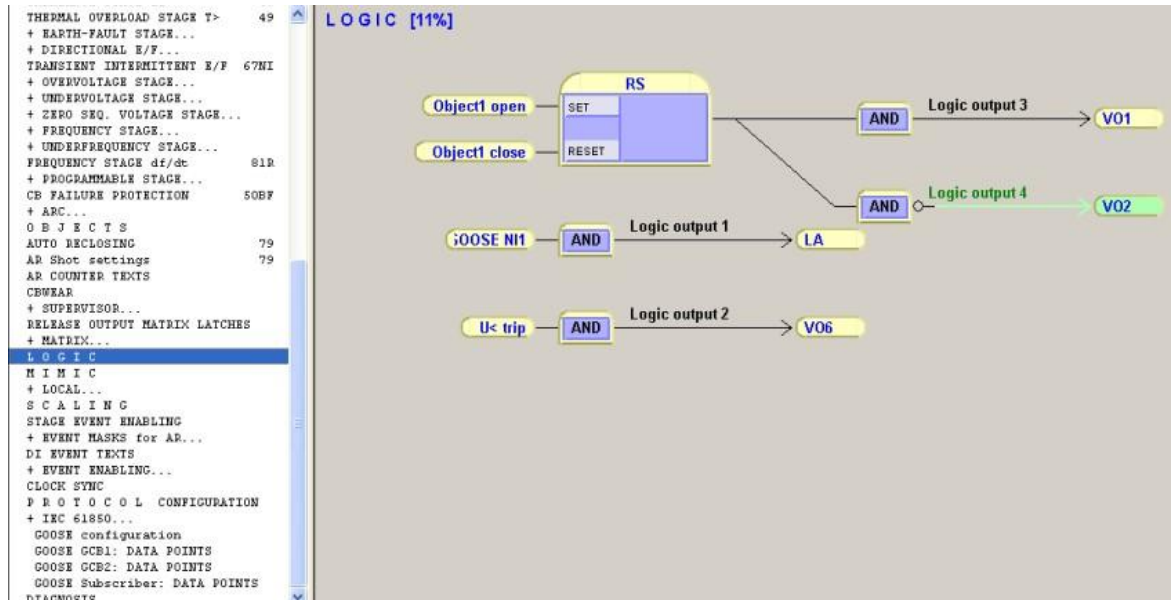 THERMAL OVERLOAD STAGE T> 49
+ EARTH-FAULT STAGE...
+ DIRECTIONAL E/F...
TRANSIENT INTERMITTENT E/F 67NI
+ OVERVOLTAGE STAGE...
+ UNDERVOLTAGE STAGE...
+ ZERO SEQ. VOLTAGE STAGE...
+ FREQUENCY STAGE...
+ UNDERFREQUENCY STAGE...
FREQUENCY STAGE df/dt 81R
+ PROGRAMMABLE STAGE...
CB FAILURE PROTECTION 50BF
+ ARC...
O B J E C T S
AUTO RECLOSING 79
AR Shot settings 79
AR COUNTER TEXTS
CBWEAR
+ SUPERVISOR...
RELEASE OUTPUT MATRIX LATCHES
+ MATRIX...
L O G I C
M I M I C
+ LOCAL...
S C A L I N G
STAGE EVENT ENABLING
+ EVENT MASKS for AR...
DI EVENT TEXTS
+ EVENT ENABLING...
CLOCK SYNC
P R O T O C O L CONFIGURATION
+ IEC 61850...
GOOSE configuration
GOOSE GCB1: DATA POINTS
GOOSE GCB2: DATA POINTS
GOOSE Subscriber: DATA POINTS
DIAGNOSIS
L O G I C [11%]
RS
Object1 open
SET
Object1 close
RESET
AND
Logic output 3
VO1
AND
Logic output 4
VO2
GOOSE NI1
AND
Logic output 1
LA
U< trip
AND
Logic output 2
VO6